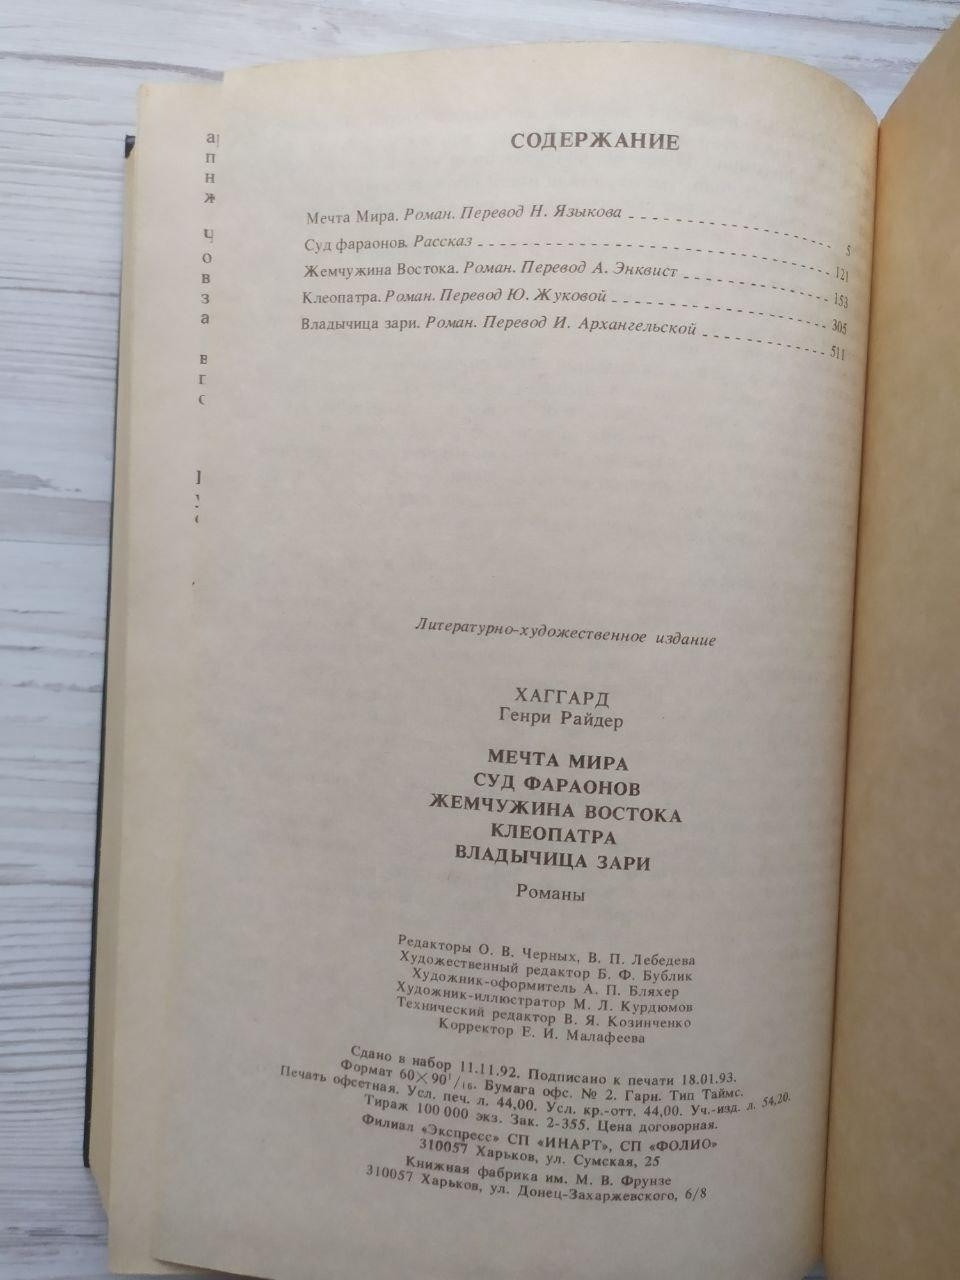 СОДЕРЖАНИЕ
Мечта Мира. Роман. Перевод Н. Языкова 5
Суд фараонов. Рассказ 121
Жемчужина Востока. Роман. Перевод А. Энквист 153
Клеопатра. Роман. Перевод Ю. Жуковой 305
Владычица зари. Роман. Перевод И. Архангельской 511
Литературно-художественное издание
ХАГГАРД
Генри Райдер
МЕЧТА МИРА
СУД ФАРАОНОВ
ЖЕМЧУЖИНА ВОСТОКА
КЛЕОПАТРА
ВЛАДЫЧИЦА ЗАРИ
Романы
Редакторы О. В. Черных, В. П. Лебедева
Художественный редактор Б. Ф. Бублик
Художник-оформитель А. П. Бляхер
Художник-иллюстратор М. Л. Курдюмов
Технический редактор В. Я. Козинченко
Корректор Е. И. Малафеева
Сдано в набор 11.11.92. Подписано к печати 18.01.93.
Формат 60×90 1/16. Бумага офс. № 2. Гарн. Тип Таймс.
Печать офсетная. Усл. печ. л. 44,00. Усл. кр.-отт. 44,00. Уч.-изд. л. 54,20.
Тираж 100 000 экз. Зак. 2-355. Цена договорная.
Филиал «Экспресс» СП «ИНАРТ», СП «ФОЛИО»
310057 Харьков, ул. Сумская, 25
Книжная фабрика им. М. В. Фрунзе
310057 Харьков, ул. Донец-Захаржевского, 6/8